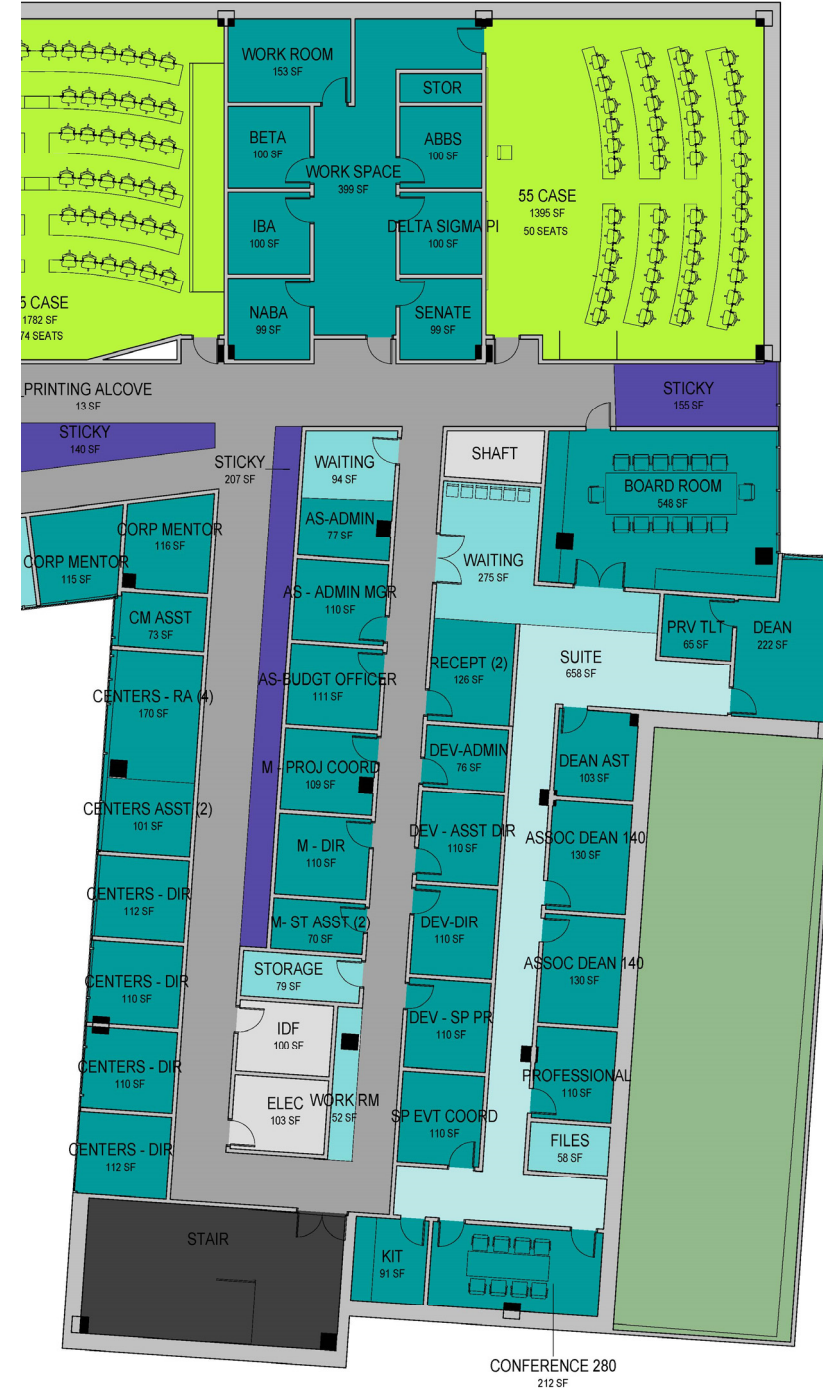 WORK ROOM
153 SF
STOR
BETA
100 SF
ABBS
100 SF
WORK SPACE
399 SF
IBA
100 SF
DELTA SIGMA PI
100 SF
55 CASE
1395 SF
50 SEATS
5 CASE
1782 SF
74 SEATS
NABA
99 SF
SENATE
99 SF
PRINTING ALCOVE
13 SF
STICKY
155 SF
STICKY
140 SF
STICKY
207 SF
WAITING
94 SF
SHAFT
BOARD ROOM
548 SF
AS-ADMIN
77 SF
CORP MENTOR
116 SF
CORP MENTOR
115 SF
WAITING
275 SF
AS - ADMIN MGR
110 SF
CM ASST
73 SF
PRV TLT
65 SF
DEAN
222 SF
SUITE
658 SF
RECEPT (2)
126 SF
AS-BUDGT OFFICER
111 SF
CENTERS - RA (4)
170 SF
DEV-ADMIN
76 SF
DEAN AST
103 SF
M - PROJ COORD
109 SF
CENTERS ASST (2)
101 SF
DEV - ASST DIR
110 SF
ASSOC DEAN 140
130 SF
M - DIR
110 SF
CENTERS - DIR
112 SF
M- ST ASST (2)
70 SF
DEV-DIR
110 SF
ASSOC DEAN 140
130 SF
STORAGE
79 SF
CENTERS - DIR
110 SF
IDF
100 SF
DEV - SP PR
110 SF
CENTERS - DIR
110 SF
PROFESSIONAL
110 SF
ELEC
103 SF
WORK RM
52 SF
SP EVT COORD
110 SF
FILES
58 SF
CENTERS - DIR
112 SF
STAIR
KIT
91 SF
CONFERENCE 280
212 SF